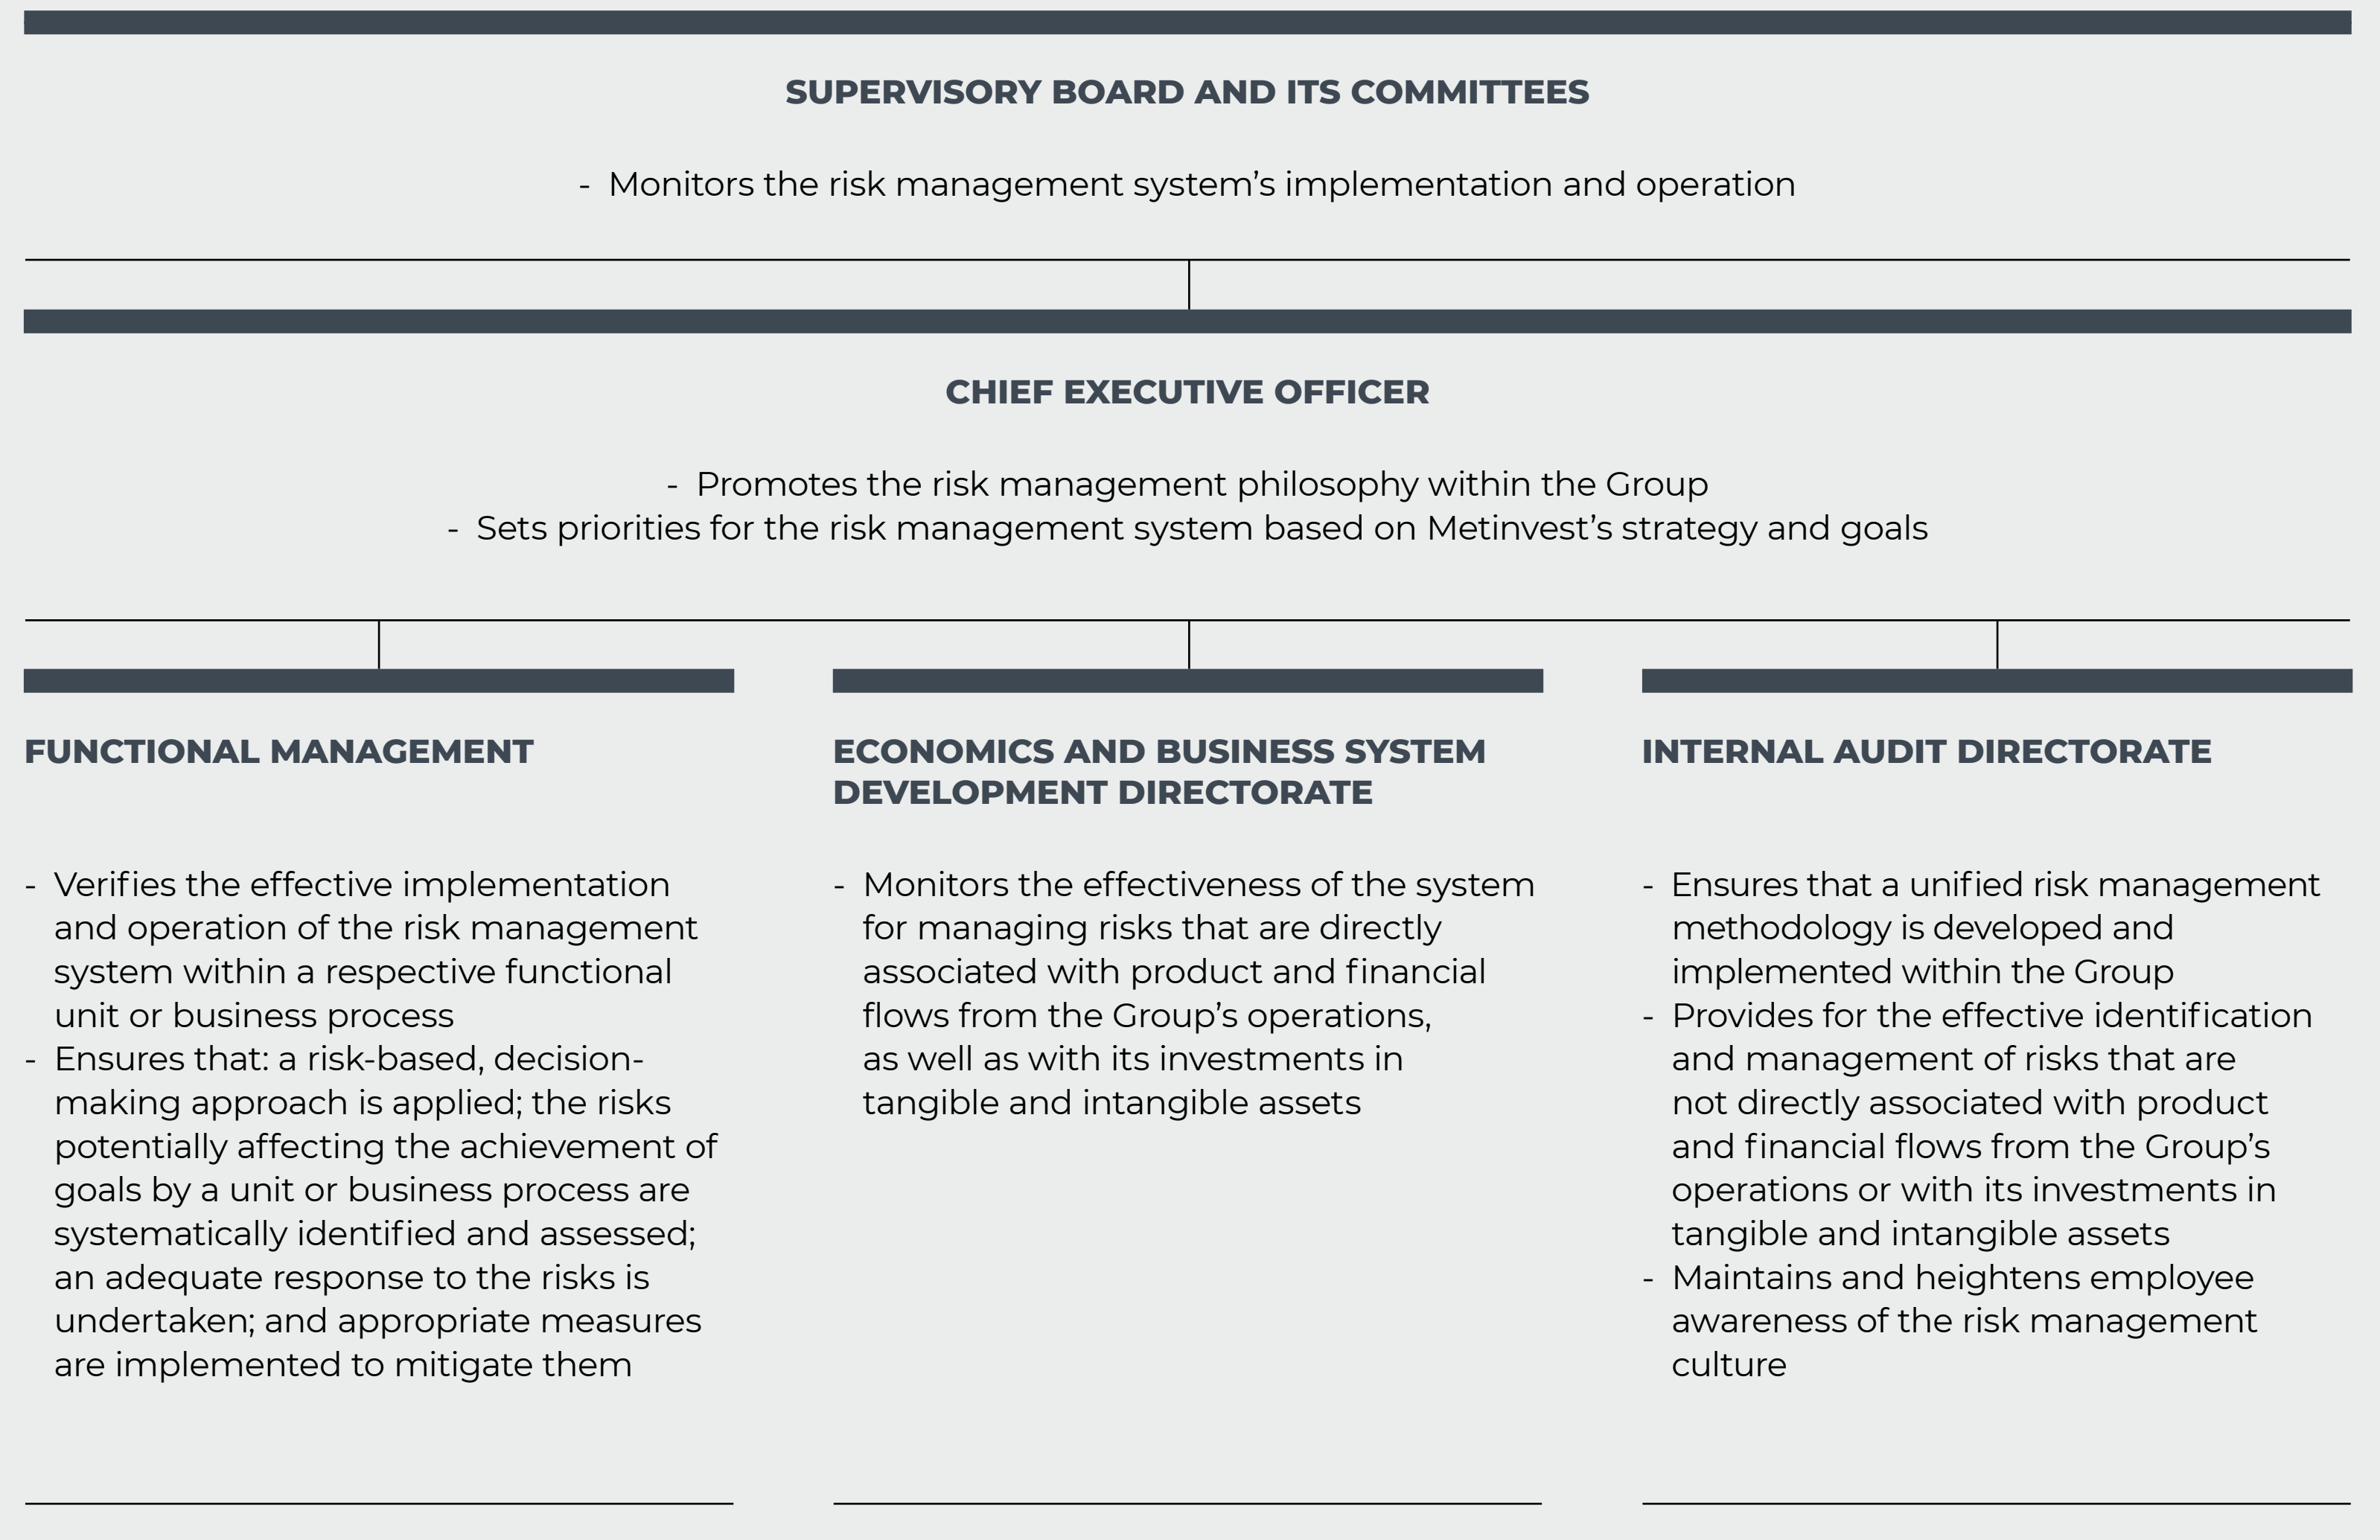 SUPERVISORY BOARD AND ITS COMMITTEES
- Monitors the risk management system’s implementation and operation
CHIEF EXECUTIVE OFFICER
- Promotes the risk management philosophy within the Group
- Sets priorities for the risk management system based on Metinvest’s strategy and goals
FUNCTIONAL MANAGEMENT
- Verifies the effective implementation
and operation of the risk management
system within a respective functional
unit or business process
- Ensures that: a risk-based, decision-
making approach is applied; the risks
potentially affecting the achievement of
goals by a unit or business process are
systematically identified and assessed;
an adequate response to the risks is
undertaken; and appropriate measures
are implemented to mitigate them
ECONOMICS AND BUSINESS SYSTEM
DEVELOPMENT DIRECTORATE
- Monitors the effectiveness of the system
for managing risks that are directly
associated with product and financial
flows from the Group’s operations,
as well as with its investments in
tangible and intangible assets
INTERNAL AUDIT DIRECTORATE
- Ensures that a unified risk management
methodology is developed and
implemented within the Group
- Provides for the effective identification
and management of risks that are
not directly associated with product
and financial flows from the Group’s
operations or with its investments in
tangible and intangible assets
- Maintains and heightens employee
awareness of the risk management
culture